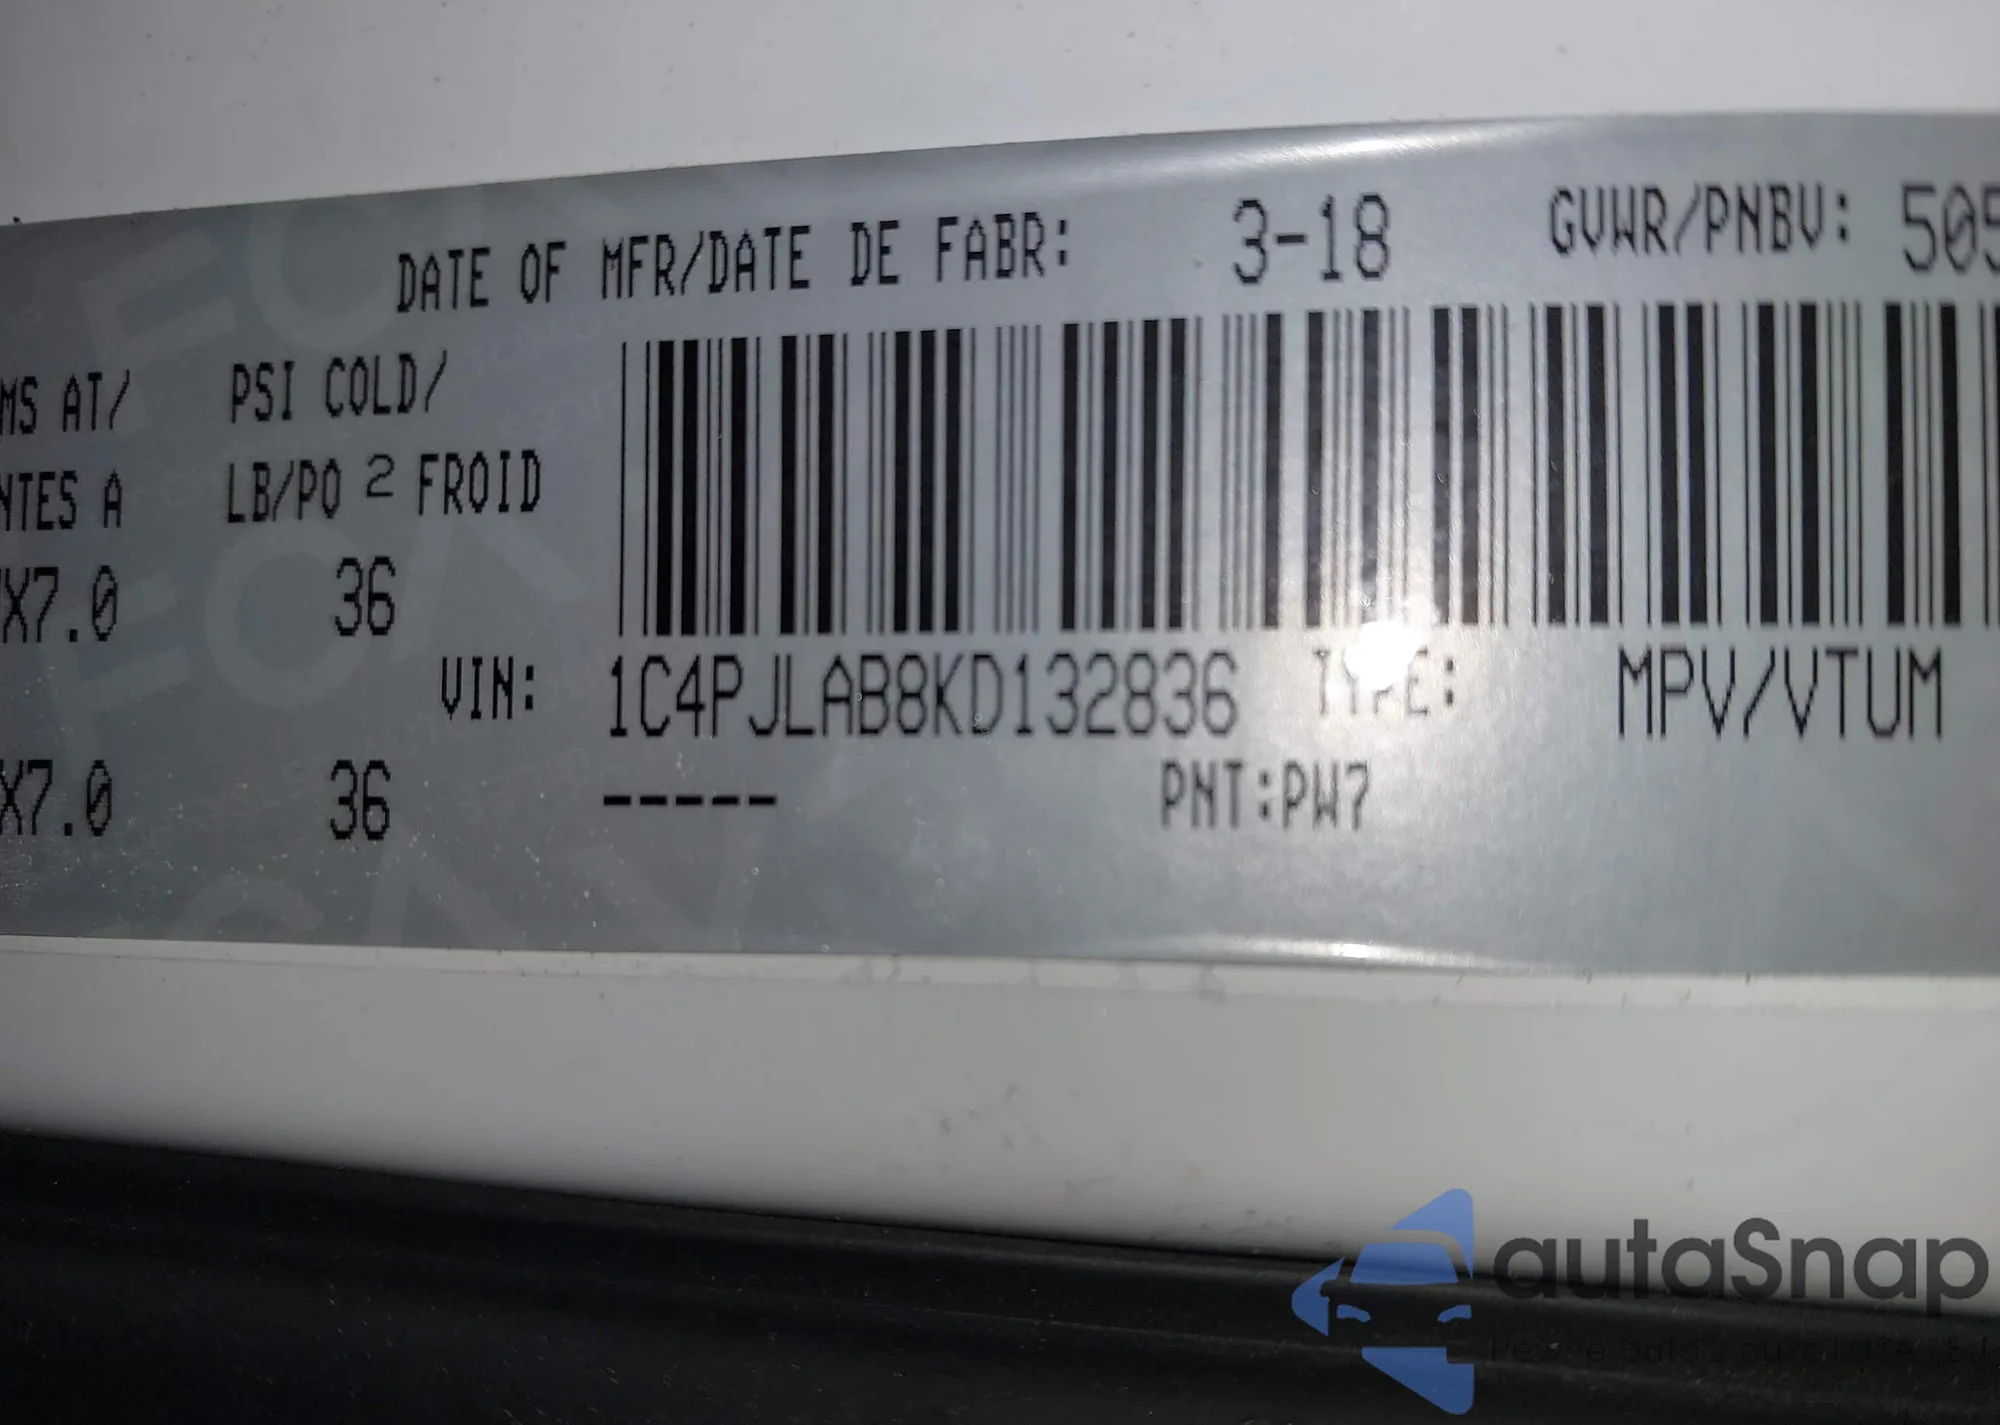 DATE OF MFR/DATE DE FABR: 3-18 GVWR/PNBV: 505
MS AT/ PSI COLD/
NTES A LB/PO 2 FROID
X7.0 36
VIN: 1C4PJLAB8KD132836 TYPE: MPV/VTUM
X7.0 36 ----- PNT:PW7
autaSnap